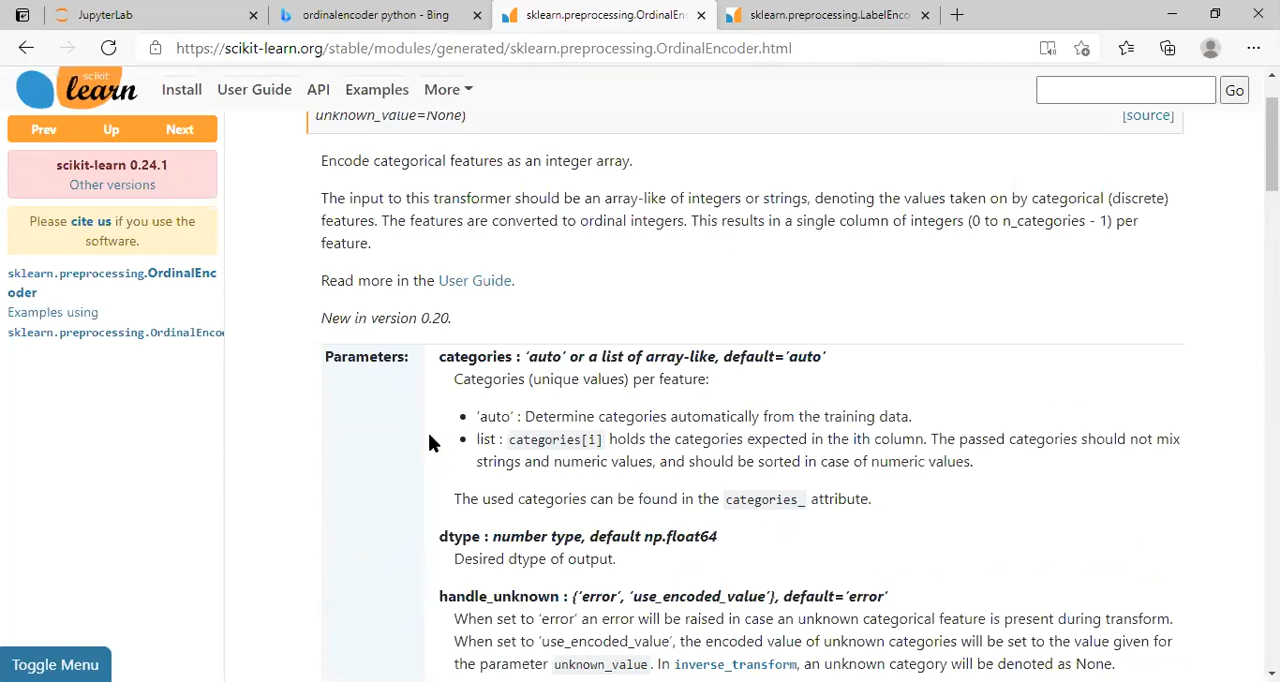 JupyterLab
ordinalencoder python - Bing
sklearn.preprocessing.OrdinalEn
sklearn.preprocessing.LabelEnco
https://scikit-learn.org/stable/modules/generated/sklearn.preprocessing.OrdinalEncoder.html
scikit
learn
Install User Guide API Examples More
Go
Prev Up Next
scikit-learn 0.24.1
Other versions
Please cite us if you use the
software.
sklearn.preprocessing.OrdinalEnc
oder
Examples using
sklearn.preprocessing.OrdinalEnco
Toggle Menu
unknown_value=None)
[source]
Encode categorical features as an integer array.
The input to this transformer should be an array-like of integers or strings, denoting the values taken on by categorical (discrete)
features. The features are converted to ordinal integers. This results in a single column of integers (0 to n_categories - 1) per
feature.
Read more in the User Guide.
New in version 0.20.
Parameters:
categories : 'auto' or a list of array-like, default='auto'
Categories (unique values) per feature:
• 'auto' : Determine categories automatically from the training data.
• list : categories[i] holds the categories expected in the ith column. The passed categories should not mix
strings and numeric values, and should be sorted in case of numeric values.
The used categories can be found in the categories_ attribute.
dtype : number type, default np.float64
Desired dtype of output.
handle_unknown : {'error', 'use_encoded_value'}, default='error'
When set to 'error' an error will be raised in case an unknown categorical feature is present during transform.
When set to 'use_encoded_value', the encoded value of unknown categories will be set to the value given for
the parameter unknown_value. In inverse_transform, an unknown category will be denoted as None.